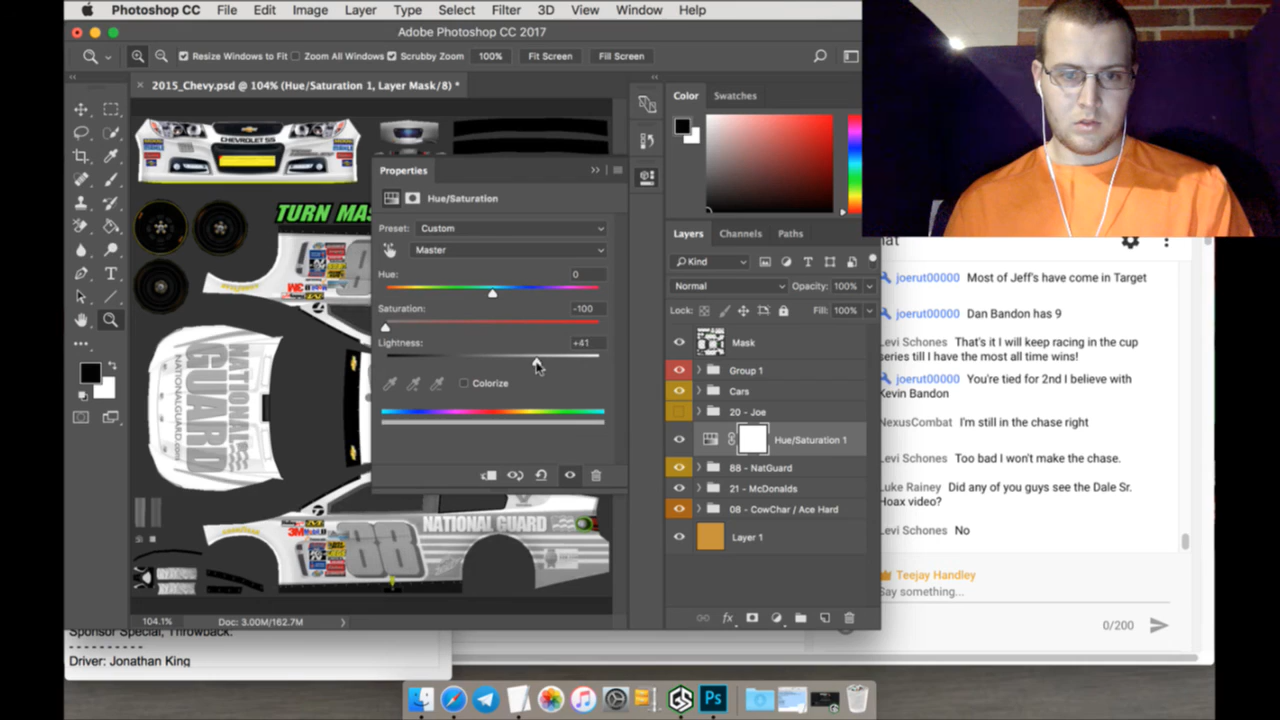 Photoshop CC File Edit Image Layer Type Select Filter 3D View Window Help
Adobe Photoshop CC 2017
Resize Windows to Fit Zoom All Windows Scrubby Zoom 100% Fit Screen Fill Screen
2015_Chevy.psd @ 104% (Hue/Saturation 1, Layer Mask/8) *
CHEVROLET SS
TURN MAS
NATIONAL
GUARD
NATIONALGUARD.com
3M
NATIONAL GUARD
88
104.1% Doc: 3.00M/162.7M
Properties
Hue/Saturation
Preset: Custom
Master
Hue: 0
Saturation: -100
Lightness: +41
Colorize
Color Swatches
Layers Channels Paths
Kind
Normal Opacity: 100%
Lock: Fill: 100%
Mask
Group 1
Cars
20 - Joe
Hue/Saturation 1
88 - NatGuard
21 - McDonalds
08 - CowChar / Ace Hard
Layer 1
joerut00000 Most of Jeff's have come in Target
joerut00000 Dan Bandon has 9
Levi Schones That's it I will keep racing in the cup
series till I have the most all time wins!
joerut00000 You're tied for 2nd I believe with
Kevin Bandon
NexusCombat I'm still in the chase right
Levi Schones Too bad I won't make the chase.
Luke Rainey Did any of you guys see the Dale Sr.
Hoax video?
Levi Schones No
Teejay Handley
Say something...
0/200
Sponsor Special, Throwback.
----------
Driver: Jonathan King
GS
Ps